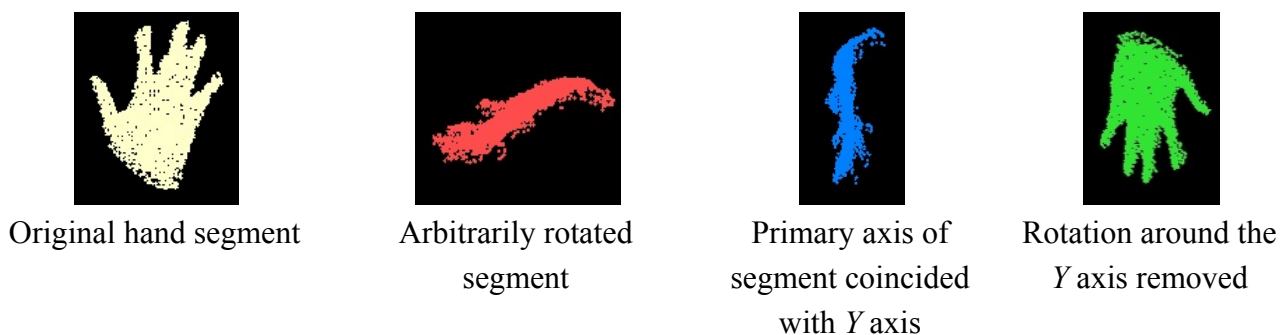 Original hand segment
Arbitrarily rotated
segment
Primary axis of
segment coincided
with Y axis
Rotation around the
Y axis removed